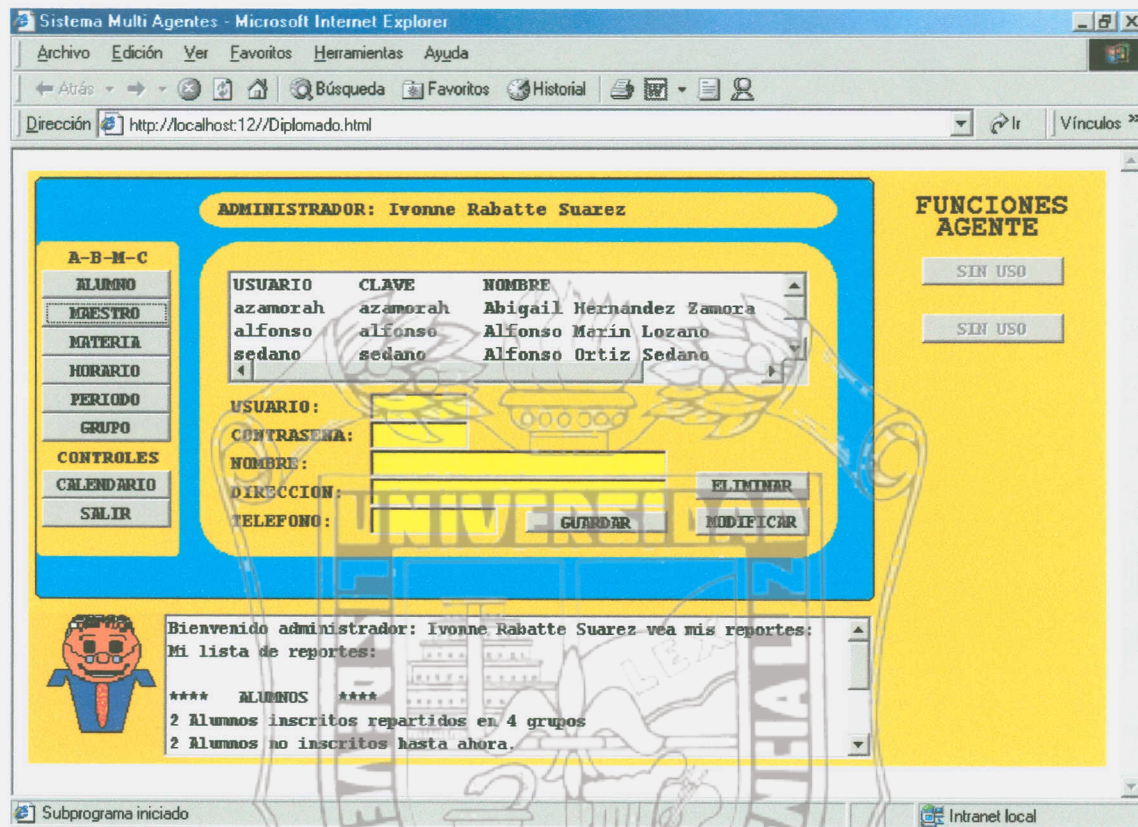 Sistema Multi Agentes - Microsoft Internet Explorer
Archivo Edición Ver Favoritos Herramientas Ayuda
Atrás Búsqueda Favoritos Historial
Dirección http://localhost:12//Diplomado.html Ir Vínculos »
ADMINISTRADOR: Ivonne Rabatte Suarez
FUNCIONES
AGENTE
SIN USO
SIN USO
A-B-M-C
ALUMNO
MAESTRO
MATERIA
HORARIO
PERIODO
GRUPO
CONTROLES
CALENDARIO
SALIR
USUARIO CLAVE NOMBRE
azamorah azamorah Abigail Hernandez Zamora
alfonso alfonso Alfonso Marin Lozano
sedano sedano Alfonso Ortiz Sedano
USUARIO:
CONTRASENA:
NOMBRE:
DIRECCION:
TELEFONO:
ELIMINAR
GUARDAR
MODIFICAR
Bienvenido administrador: Ivonne Rabatte Suarez vea mis reportes:
Mi lista de reportes:
**** ALUMNOS ****
2 Alumnos inscritos repartidos en 4 grupos
2 Alumnos no inscritos hasta ahora.
UNIVERSIDAD
LEX
Subprograma iniciado
Intranet local